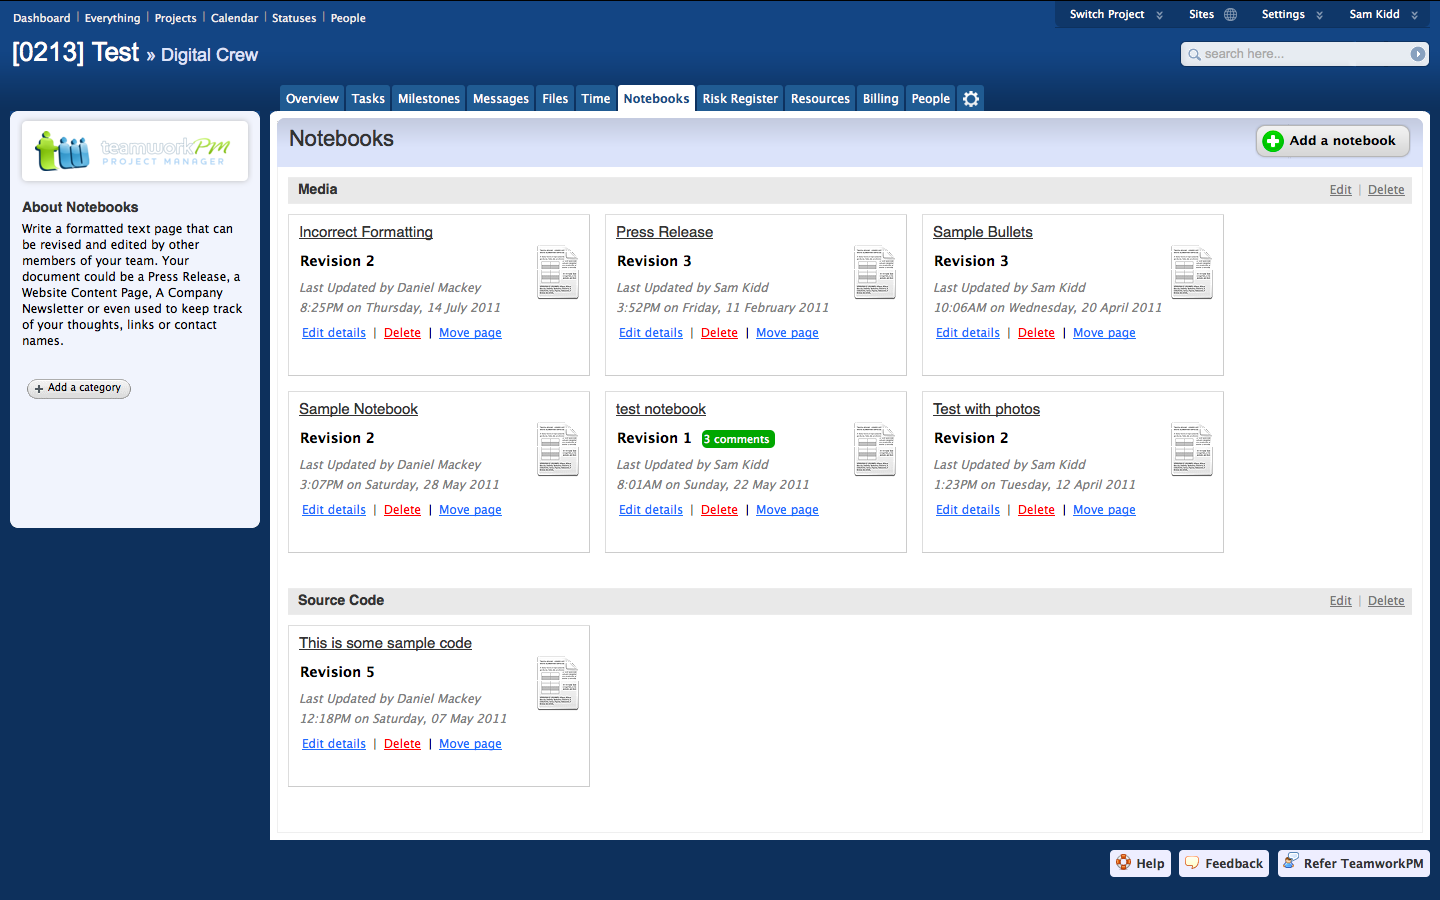 Dashboard | Everything | Projects | Calendar | Statuses | People
Switch Project Sites Settings Sam Kidd
[0213] Test » Digital Crew
search here...
Overview Tasks Milestones Messages Files Time Notebooks Risk Register Resources Billing People
teamworkPM
PROJECT MANAGER
About Notebooks
Write a formatted text page that can
be revised and edited by other
members of your team. Your
document could be a Press Release, a
Website Content Page, A Company
Newsletter or even used to keep track
of your thoughts, links or contact
names.
+ Add a category
Notebooks
Add a notebook
Media
Edit | Delete
Incorrect Formatting
Revision 2
Last Updated by Daniel Mackey
8:25PM on Thursday, 14 July 2011
Edit details | Delete | Move page
Press Release
Revision 3
Last Updated by Sam Kidd
3:52PM on Friday, 11 February 2011
Edit details | Delete | Move page
Sample Bullets
Revision 3
Last Updated by Sam Kidd
10:06AM on Wednesday, 20 April 2011
Edit details | Delete | Move page
Sample Notebook
Revision 2
Last Updated by Daniel Mackey
3:07PM on Saturday, 28 May 2011
Edit details | Delete | Move page
test notebook
Revision 1 3 comments
Last Updated by Sam Kidd
8:01AM on Sunday, 22 May 2011
Edit details | Delete | Move page
Test with photos
Revision 2
Last Updated by Sam Kidd
1:23PM on Tuesday, 12 April 2011
Edit details | Delete | Move page
Source Code
Edit | Delete
This is some sample code
Revision 5
Last Updated by Daniel Mackey
12:18PM on Saturday, 07 May 2011
Edit details | Delete | Move page
Help Feedback Refer TeamworkPM